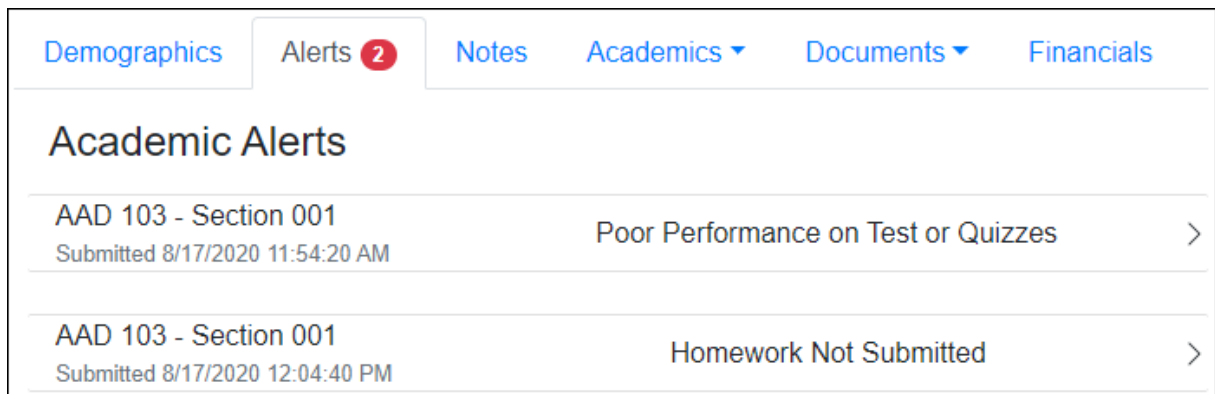 Demographics Alerts 2 Notes Academics Documents Financials
Academic Alerts
AAD 103 - Section 001
Submitted 8/17/2020 11:54:20 AM
Poor Performance on Test or Quizzes
AAD 103 - Section 001
Submitted 8/17/2020 12:04:40 PM
Homework Not Submitted